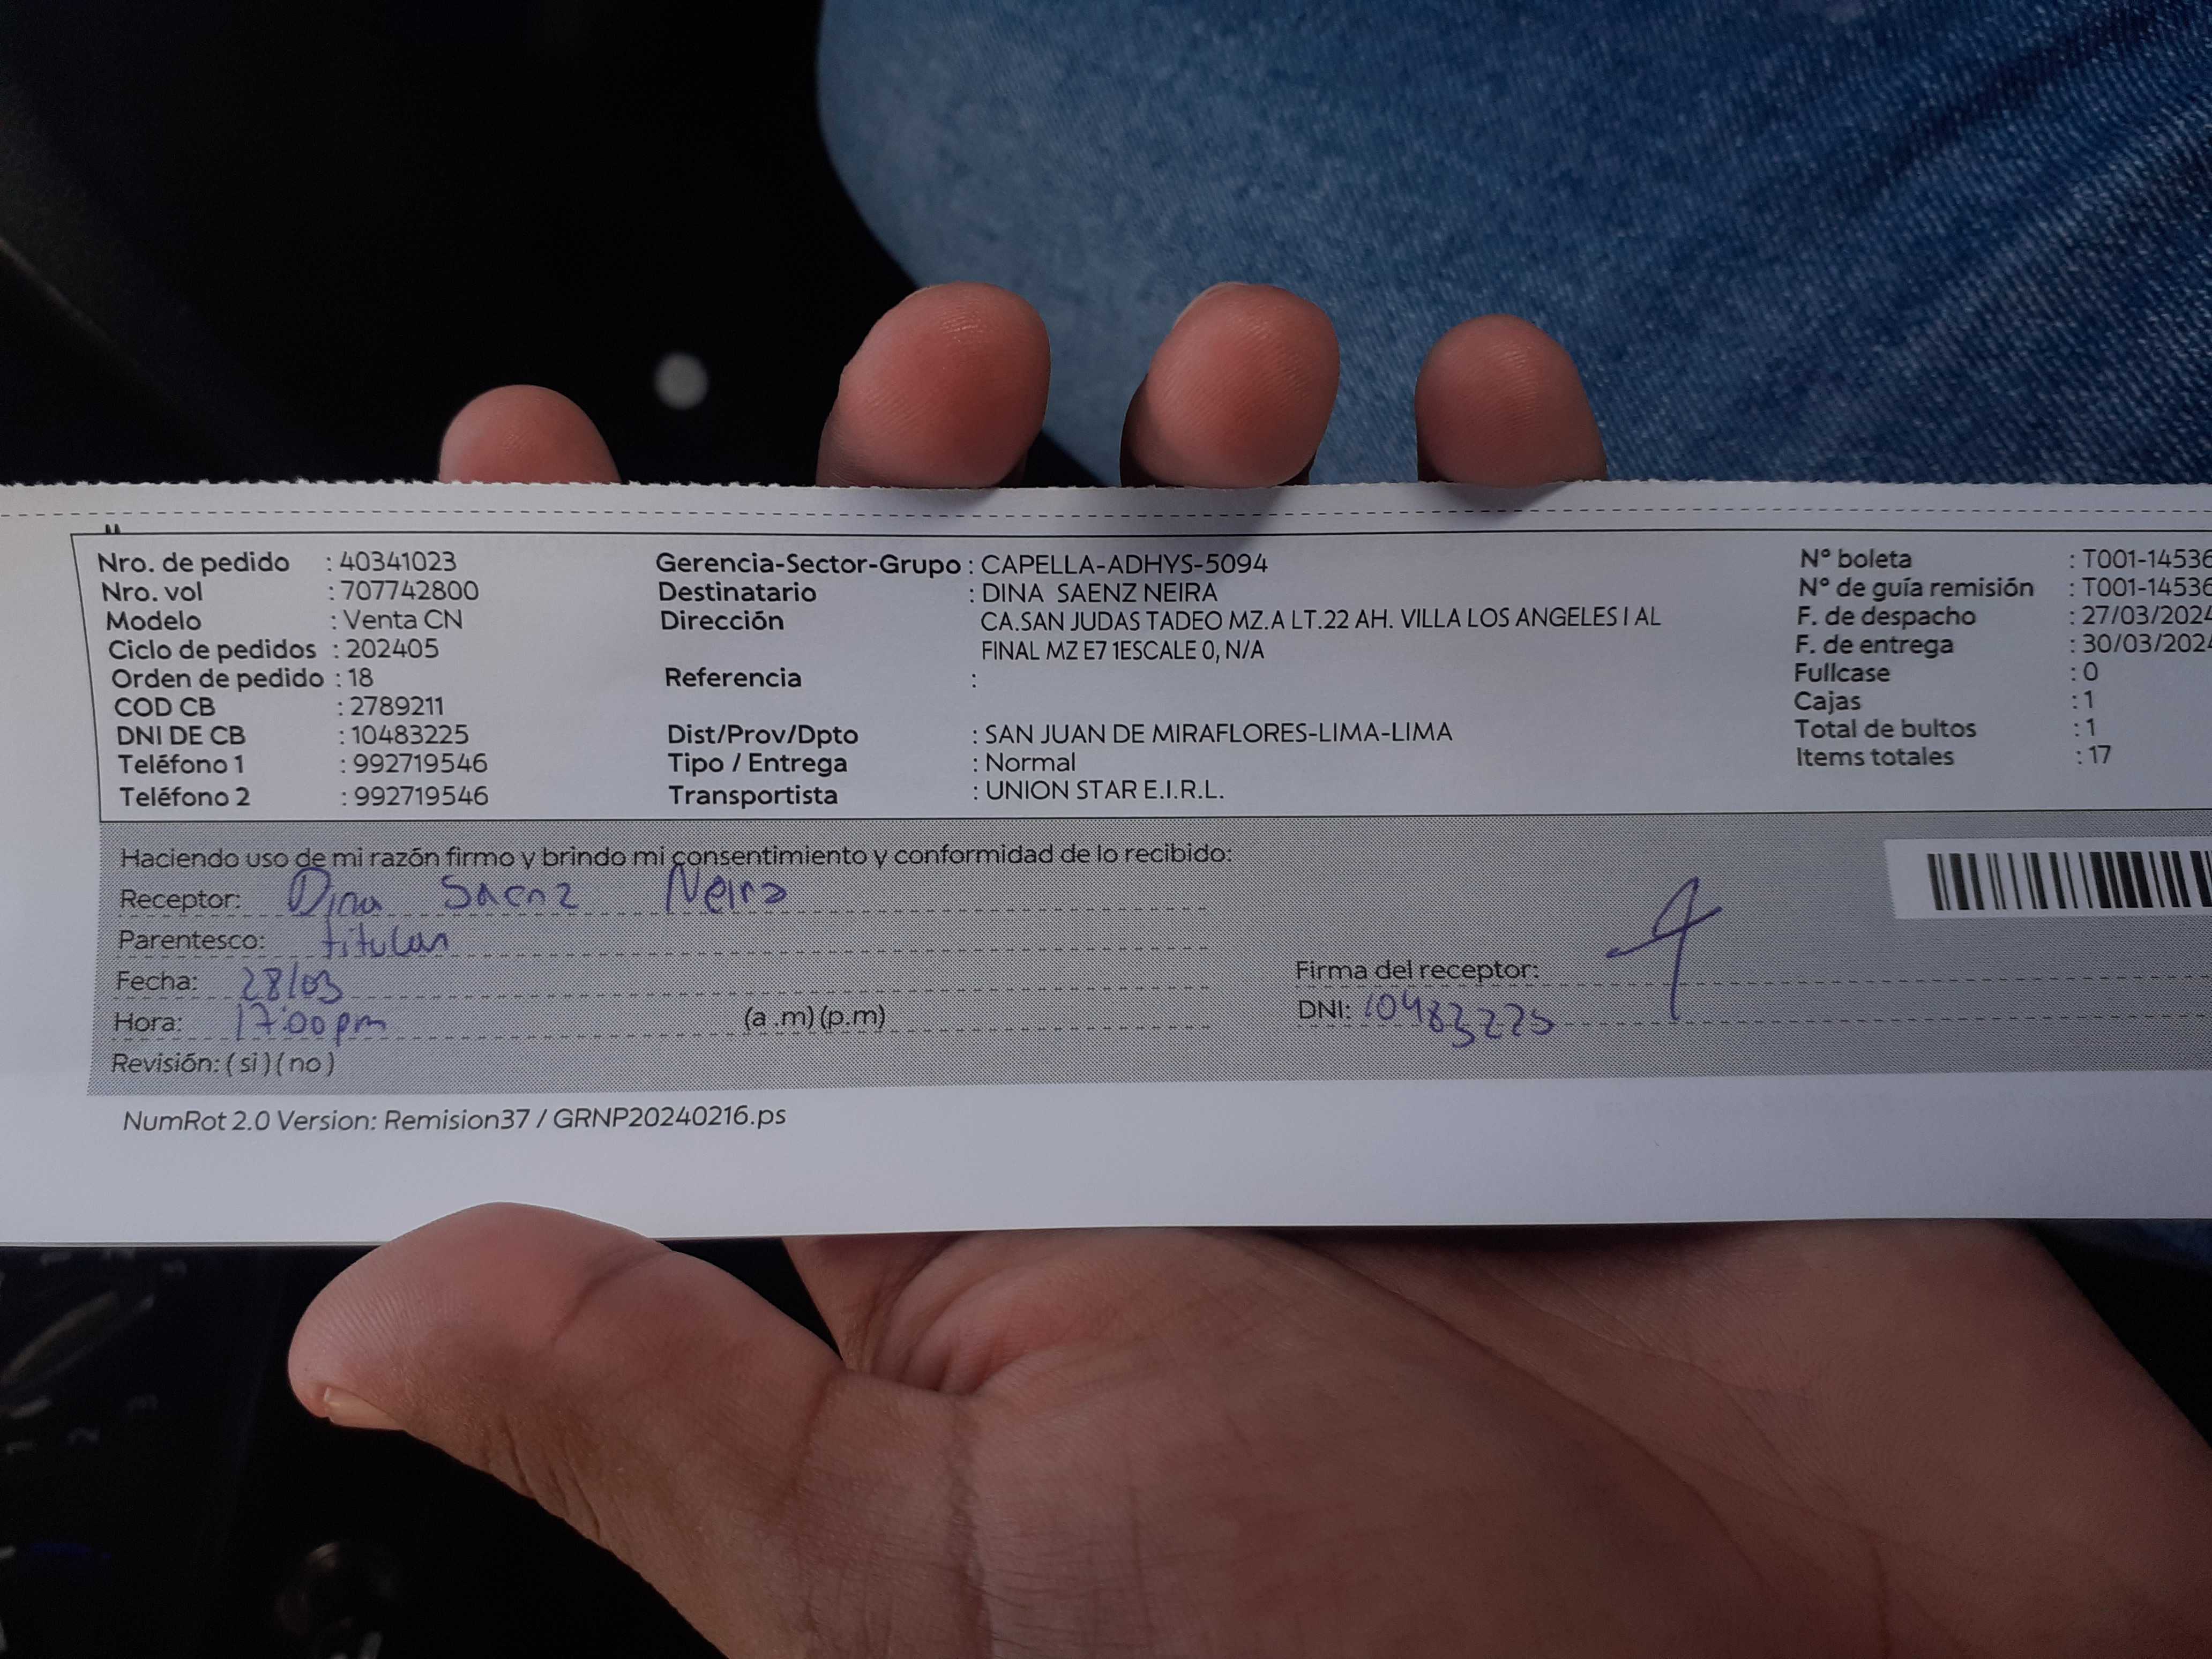 Nro. de pedido : 40341023
Nro. vol : 707742800
Modelo : Venta CN
Ciclo de pedidos : 202405
Orden de pedido : 18
COD CB : 2789211
DNI DE CB : 10483225
Teléfono 1 : 992719546
Teléfono 2 : 992719546
Gerencia-Sector-Grupo : CAPELLA-ADHYS-5094
Destinatario : DINA SAENZ NEIRA
Dirección CA.SAN JUDAS TADEO MZ.A LT.22 AH. VILLA LOS ANGELES I AL
FINAL MZ E7 1ESCALE 0, N/A
Referencia :
Dist/Prov/Dpto : SAN JUAN DE MIRAFLORES-LIMA-LIMA
Tipo / Entrega : Normal
Transportista : UNION STAR E.I.R.L.
N° boleta : T001-14536
N° de guía remisión : T001-14536
F. de despacho : 27/03/2024
F. de entrega : 30/03/2024
Fullcase : 0
Cajas : 1
Total de bultos : 1
Items totales : 17
Haciendo uso de mi razón firmo y brindo mi consentimiento y conformidad de lo recibido:
Receptor: Dina Saenz Neira
Parentesco: titular
Fecha: 28/03
Hora: 17:00 pm (a .m) (p.m)
Revisión: ( si ) ( no )
Firma del receptor:
DNI: 10483225
NumRot 2.0 Version: Remision37 / GRNP20240216.ps